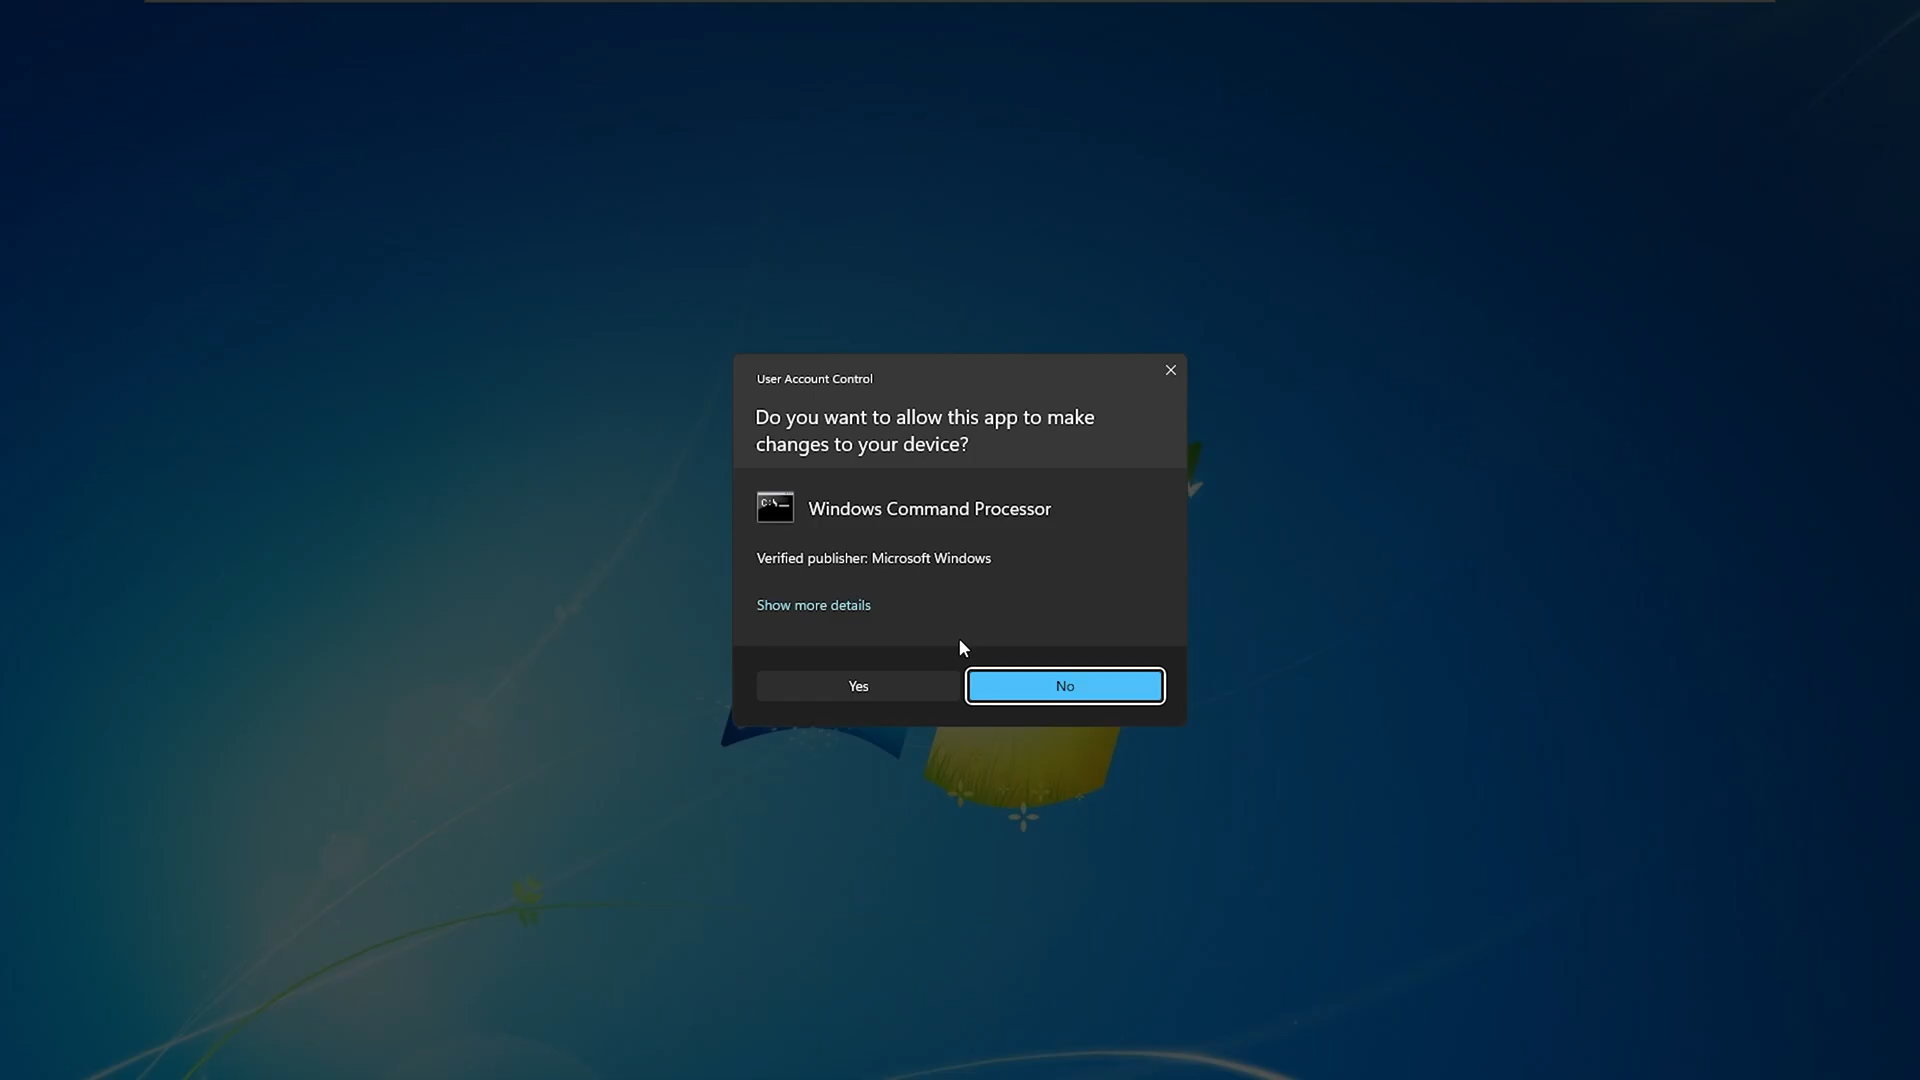 User Account Control
Do you want to allow this app to make
changes to your device?
C:\
Windows Command Processor
Verified publisher: Microsoft Windows
Show more details
Yes
No